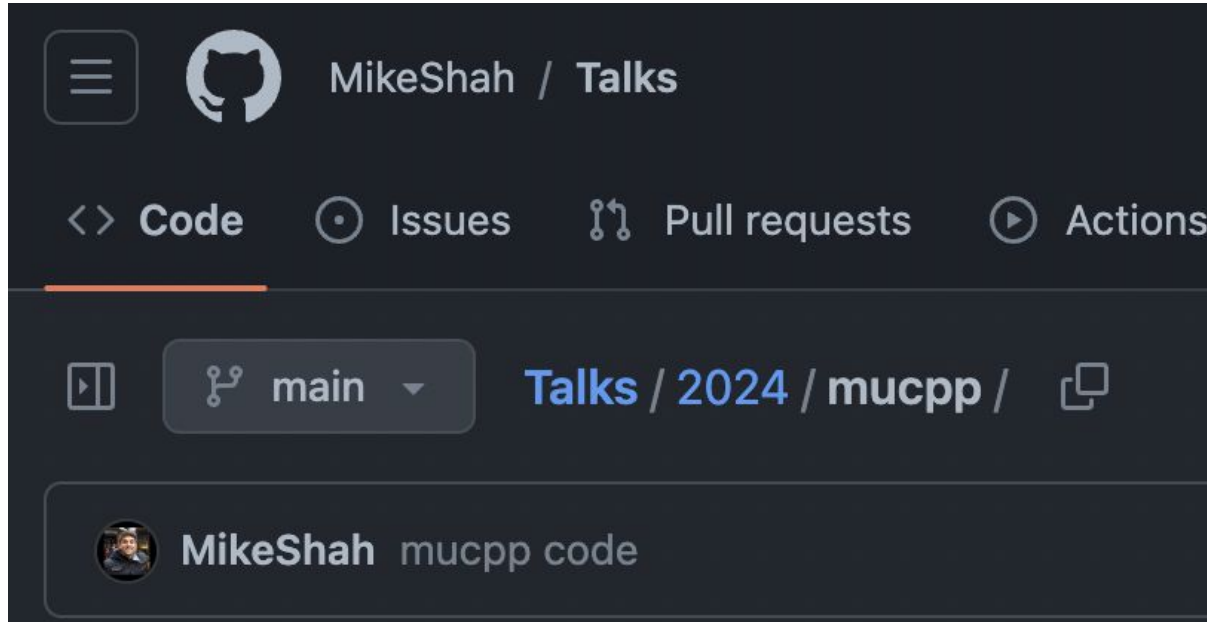 MikeShah / Talks
<> Code Issues Pull requests Actions
main Talks / 2024 / mucpp /
MikeShah mucpp code